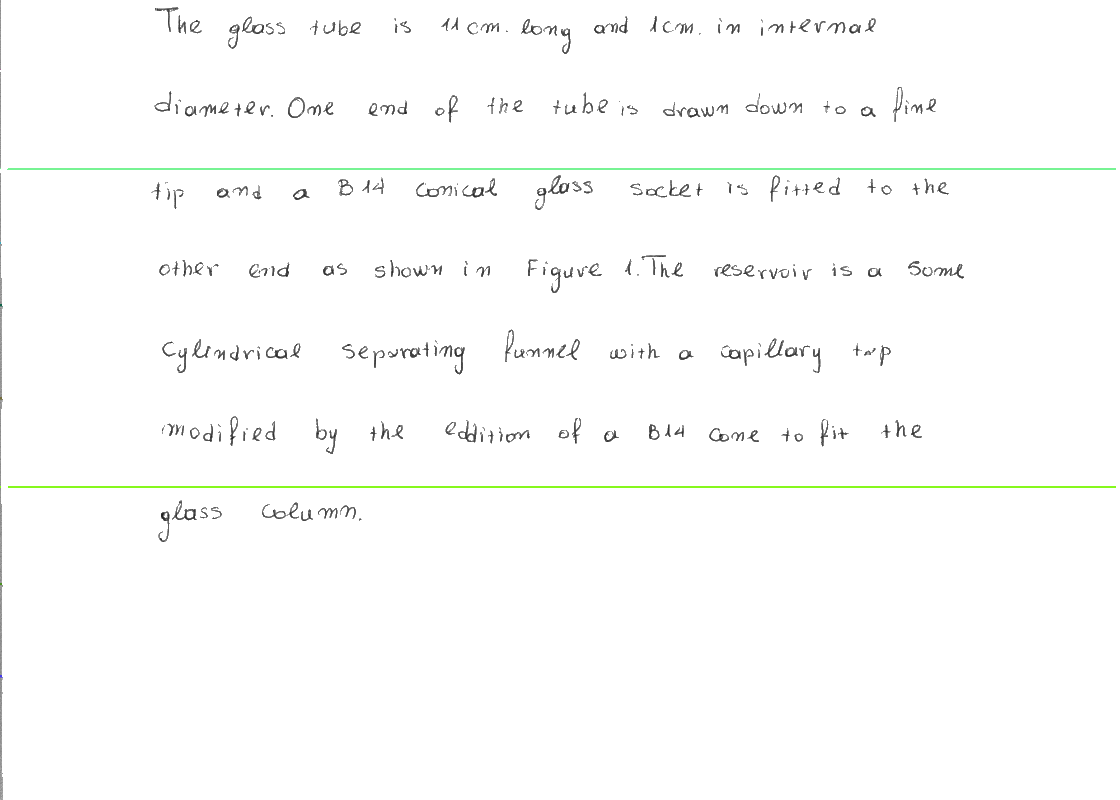 The glass tube is 11 cm. long and 1 cm. in internal
diameter. One end of the tube is drawn down to a fine
tip and a B14 conical glass socket is fitted to the
other end as shown in Figure 1. The reservoir is a some
cylindrical separating funnel with a capillary tap
modified by the eddition of a B14 cone to fit the
glass column.